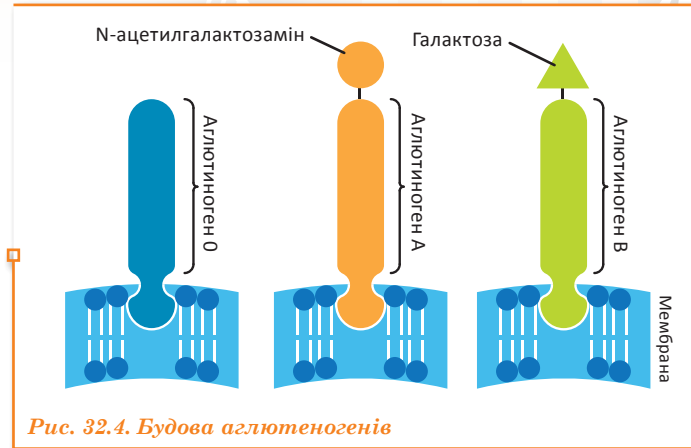 N-ацетилгалактозамін
Галактоза
Аглютиноген 0
Аглютиноген А
Аглютиноген В
Мембрана
Рис. 32.4. Будова аглютеногенів